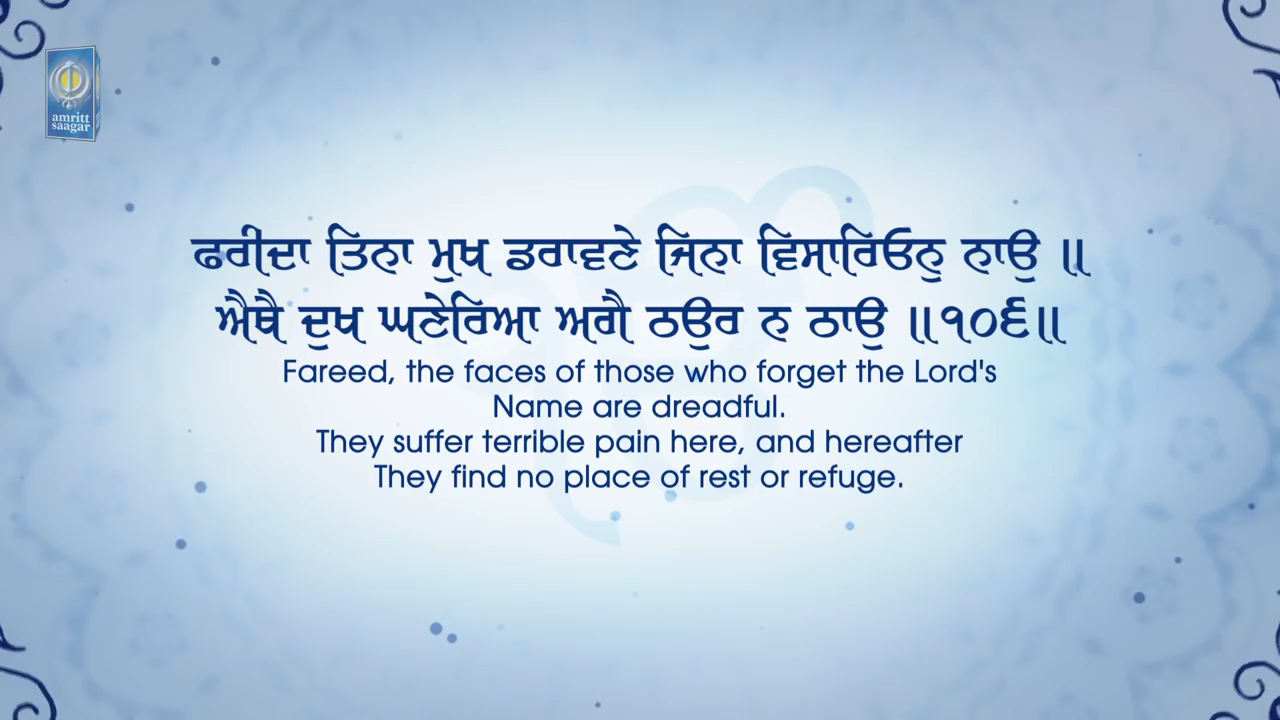 amritt
saagar
ਫਰੀਦਾ ਤਿਨਾ ਮੁਖ ਡਰਾਵਣੇ ਜਿਨਾ ਵਿਸਾਰਿਓਨੁ ਨਾਉ ॥
ਐਥੈ ਦੁਖ ਘਣੇਰਿਆ ਅਗੈ ਠਉਰ ਨ ਠਾਉ ॥੧੦੬॥
Fareed, the faces of those who forget the Lord's
Name are dreadful.
They suffer terrible pain here, and hereafter
They find no place of rest or refuge.